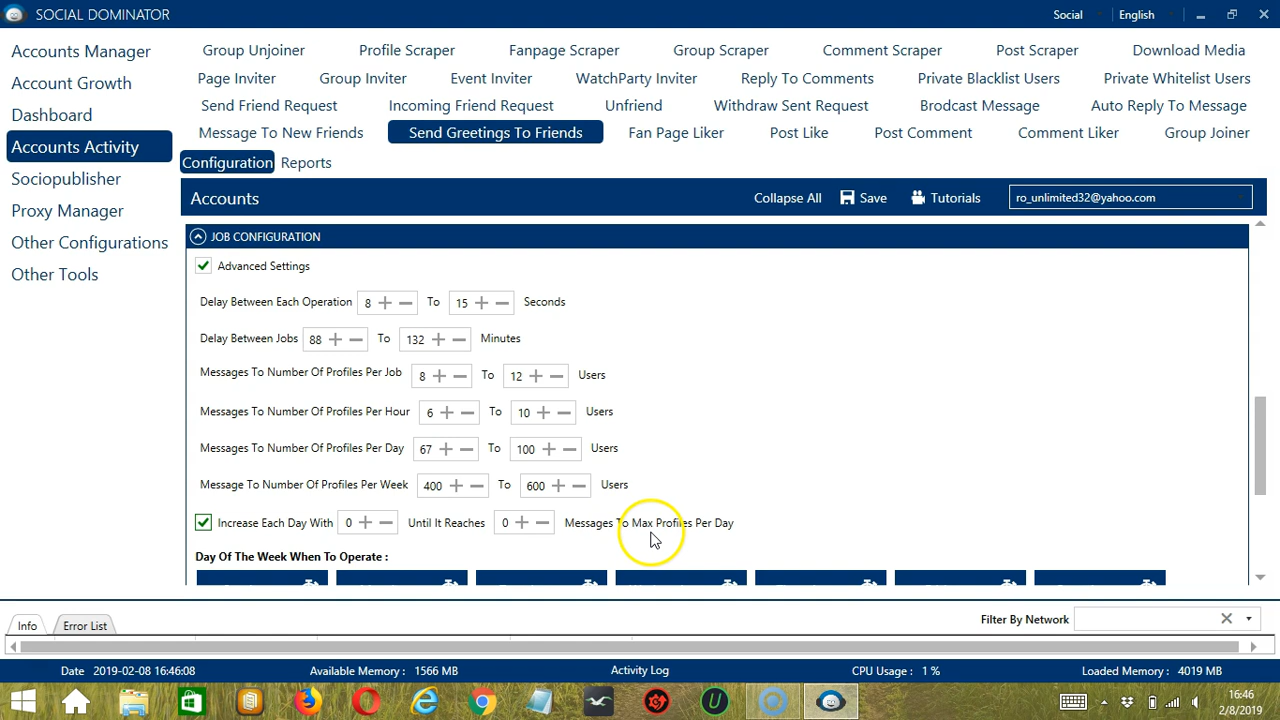 SOCIAL DOMINATOR
Social
English
Accounts Manager
Account Growth
Dashboard
Accounts Activity
Sociopublisher
Proxy Manager
Other Configurations
Other Tools
Group Unjoiner Profile Scraper Fanpage Scraper Group Scraper Comment Scraper Post Scraper Download Media
Page Inviter Group Inviter Event Inviter WatchParty Inviter Reply To Comments Private Blacklist Users Private Whitelist Users
Send Friend Request Incoming Friend Request Unfriend Withdraw Sent Request Brodcast Message Auto Reply To Message
Message To New Friends Send Greetings To Friends Fan Page Liker Post Like Post Comment Comment Liker Group Joiner
Configuration Reports
Accounts Collapse All Save Tutorials ro_unlimited32@yahoo.com
JOB CONFIGURATION
Advanced Settings
Delay Between Each Operation 8 + − To 15 + − Seconds
Delay Between Jobs 88 + − To 132 + − Minutes
Messages To Number Of Profiles Per Job 8 + − To 12 + − Users
Messages To Number Of Profiles Per Hour 6 + − To 10 + − Users
Messages To Number Of Profiles Per Day 67 + − To 100 + − Users
Message To Number Of Profiles Per Week 400 + − To 600 + − Users
Increase Each Day With 0 + − Until It Reaches 0 + − Messages To Max Profiles Per Day
Day Of The Week When To Operate :
Info Error List Filter By Network
Date 2019-02-08 16:46:08 Available Memory : 1566 MB Activity Log CPU Usage : 1 % Loaded Memory : 4019 MB
16:46
2/8/2019